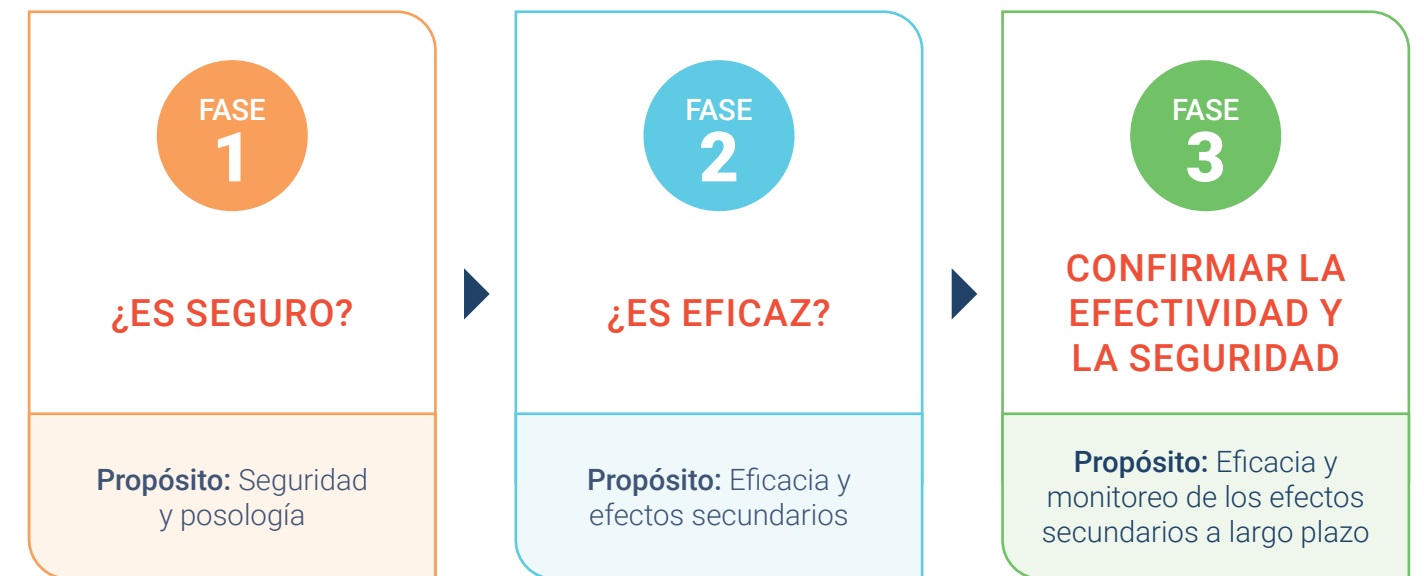 FASE
1
¿ES SEGURO?
Propósito: Seguridad
y posología
FASE
2
¿ES EFICAZ?
Propósito: Eficacia y
efectos secundarios
FASE
3
CONFIRMAR LA
EFECTIVIDAD Y
LA SEGURIDAD
Propósito: Eficacia y
monitoreo de los efectos
secundarios a largo plazo